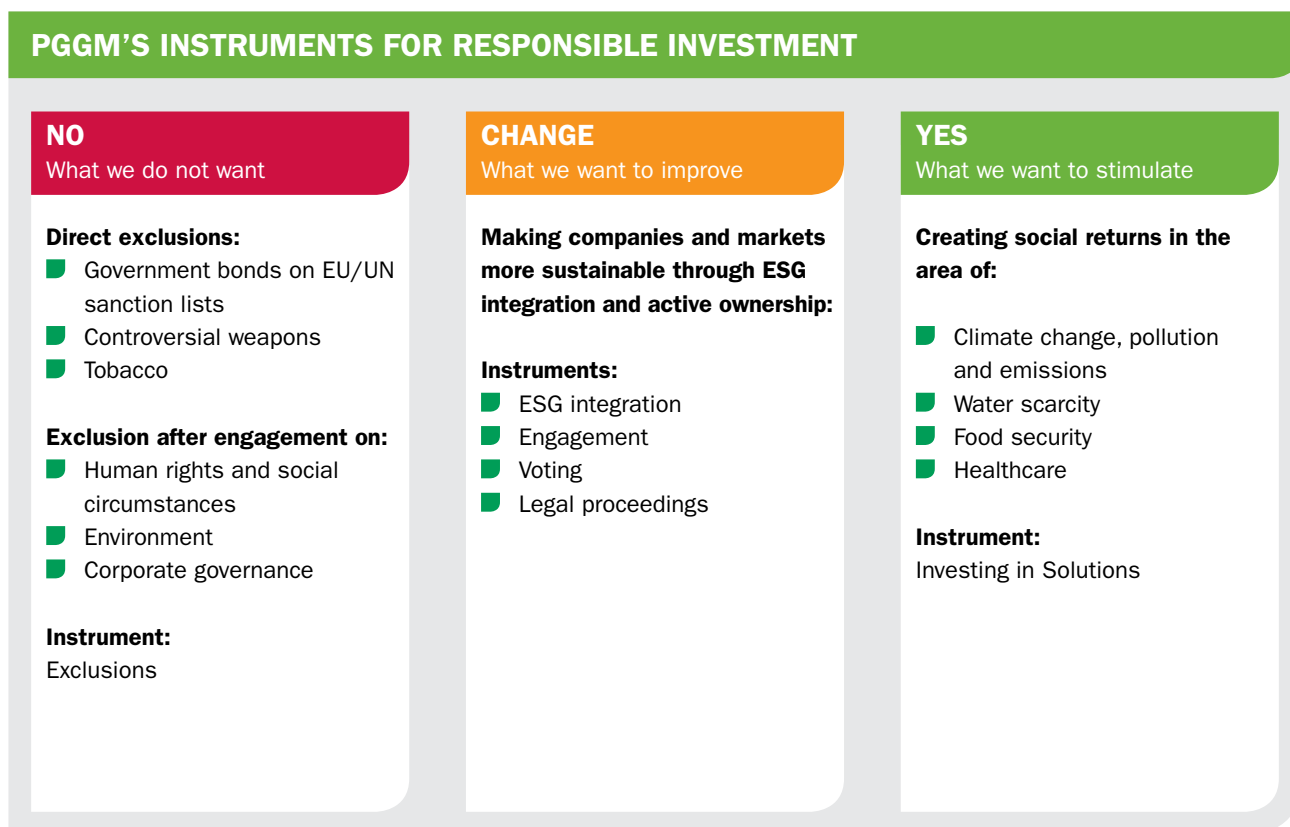 PGGM'S INSTRUMENTS FOR RESPONSIBLE INVESTMENT
NO
What we do not want
Direct exclusions:
Government bonds on EU/UN
sanction lists
Controversial weapons
Tobacco
Exclusion after engagement on:
Human rights and social
circumstances
Environment
Corporate governance
Instrument:
Exclusions
CHANGE
What we want to improve
Making companies and markets
more sustainable through ESG
integration and active ownership:
Instruments:
ESG integration
Engagement
Voting
Legal proceedings
YES
What we want to stimulate
Creating social returns in the
area of:
Climate change, pollution
and emissions
Water scarcity
Food security
Healthcare
Instrument:
Investing in Solutions